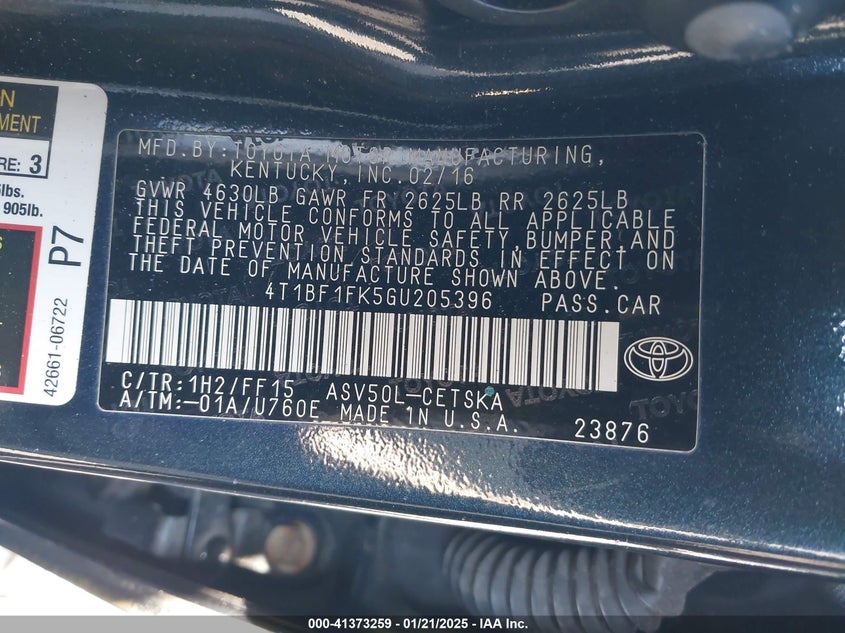 N
MENT
RE: 3
lbs.
905lb.
S
P7
42661-06722
MFD.BY:TOYOTA MOTOR MANUFACTURING,
KENTUCKY, INC.02/16
GVWR 4630LB GAWR FR 2625LB RR 2625LB
THIS VEHICLE CONFORMS TO ALL APPLICABLE
FEDERAL MOTOR VEHICLE SAFETY,BUMPER,AND
THEFT PREVENTION STANDARDS IN EFFECT ON
THE DATE OF MANUFACTURE SHOWN ABOVE.
4T1BF1FK5GU205396 PASS.CAR
C/TR:1H2/FF15 ASV50L-CETSKA
A/TM:-01A/U760E MADE IN U.S.A. 23876
000-41373259 | 01/21/2025 | IAA Inc.